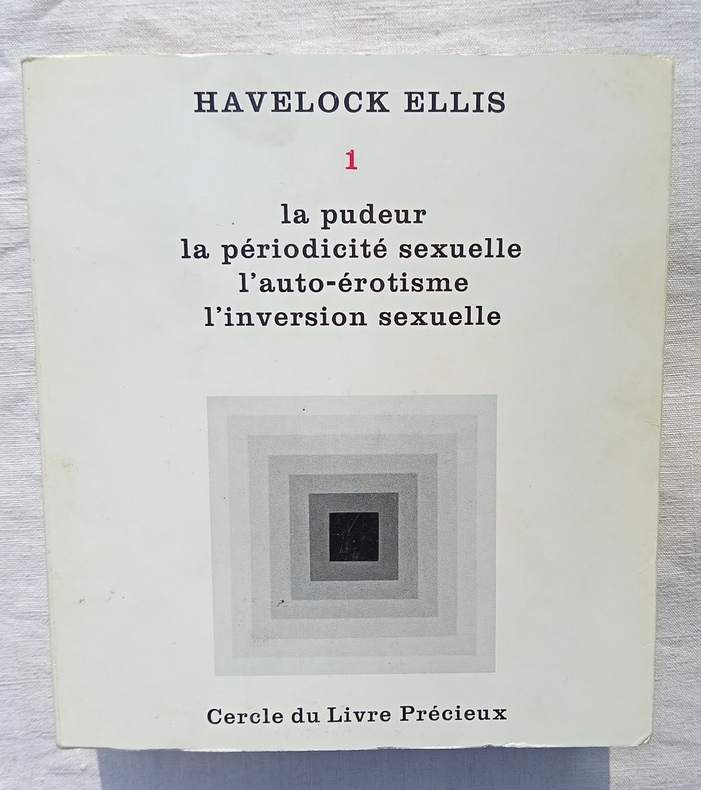 HAVELOCK ELLIS
1
la pudeur
la périodicité sexuelle
l'auto-érotisme
l'inversion sexuelle
Cercle du Livre Précieux